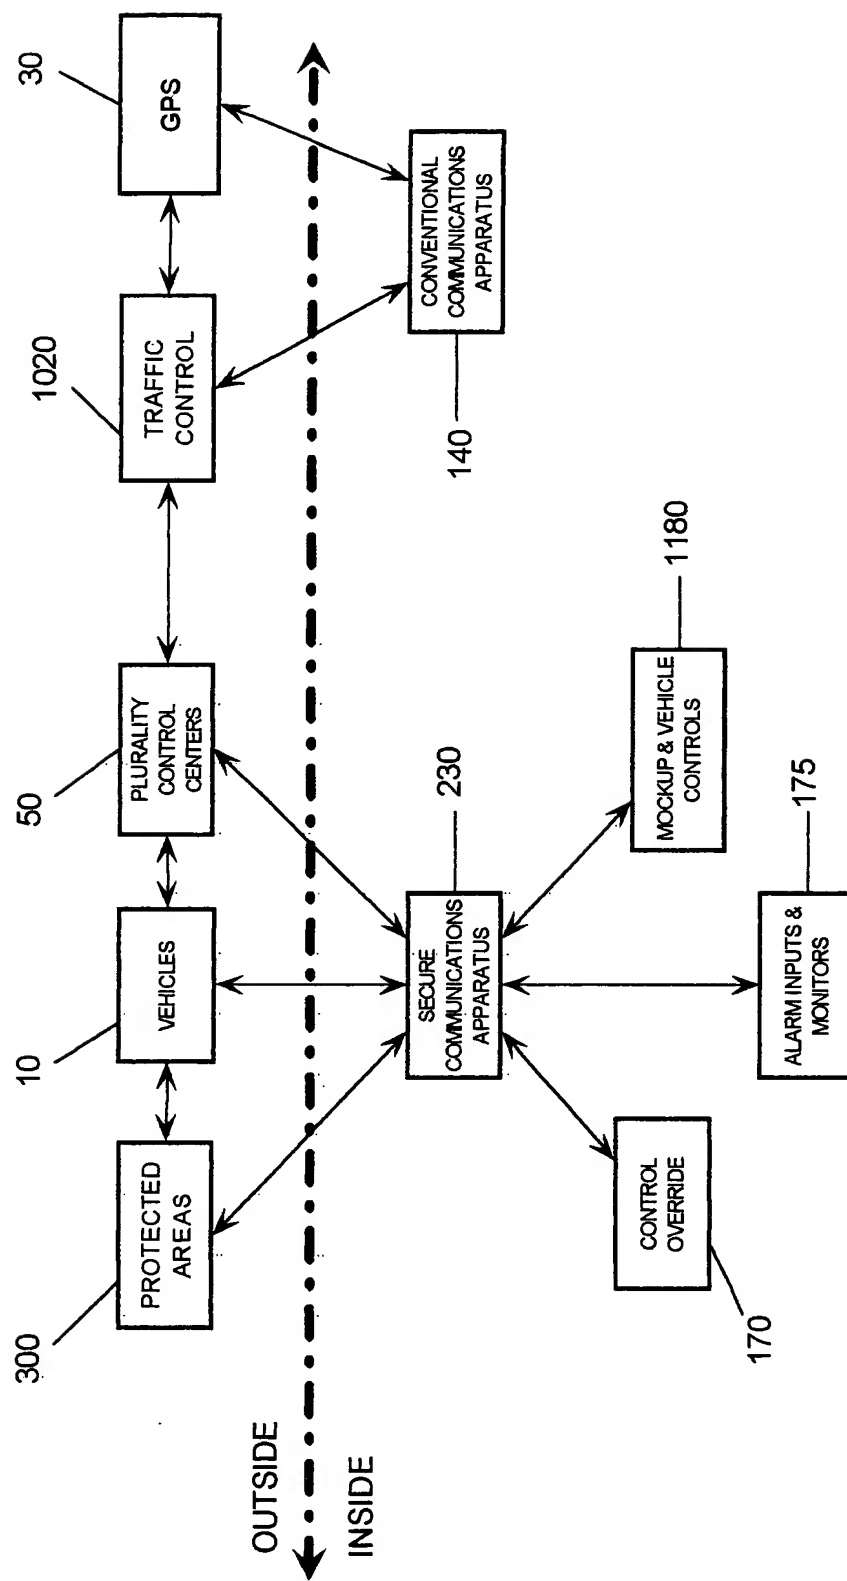 300
10
50
1020
30
PROTECTED
AREAS
VEHICLES
PLURALITY
CONTROL
CENTERS
TRAFFIC
CONTROL
GPS
OUTSIDE
INSIDE
SECURE
COMMUNICATIONS
APPARATUS
230
CONVENTIONAL
COMMUNICATIONS
APPARATUS
140
CONTROL
OVERRIDE
170
MOCKUP & VEHICLE
CONTROLS
1180
ALARM INPUTS &
MONITORS
175